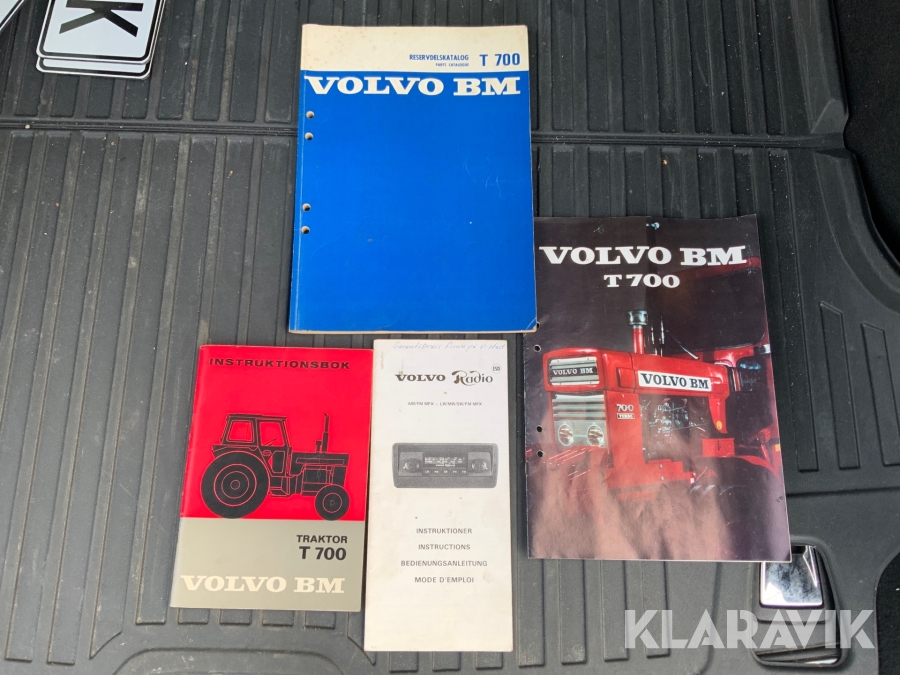 K
RESERVDELSKATALOG T 700
PARTS CATALOGUE
VOLVO BM
VOLVO BM
T 700
VOLVO BM
VOLVO BM
700
INSTRUKTIONSBOK
TRAKTOR
T 700
VOLVO BM
VOLVO Radio
INSTRUKTIONER
INSTRUCTIONS
BEDIENUNGSANLEITUNG
MODE D'EMPLOI
KLARAVIK